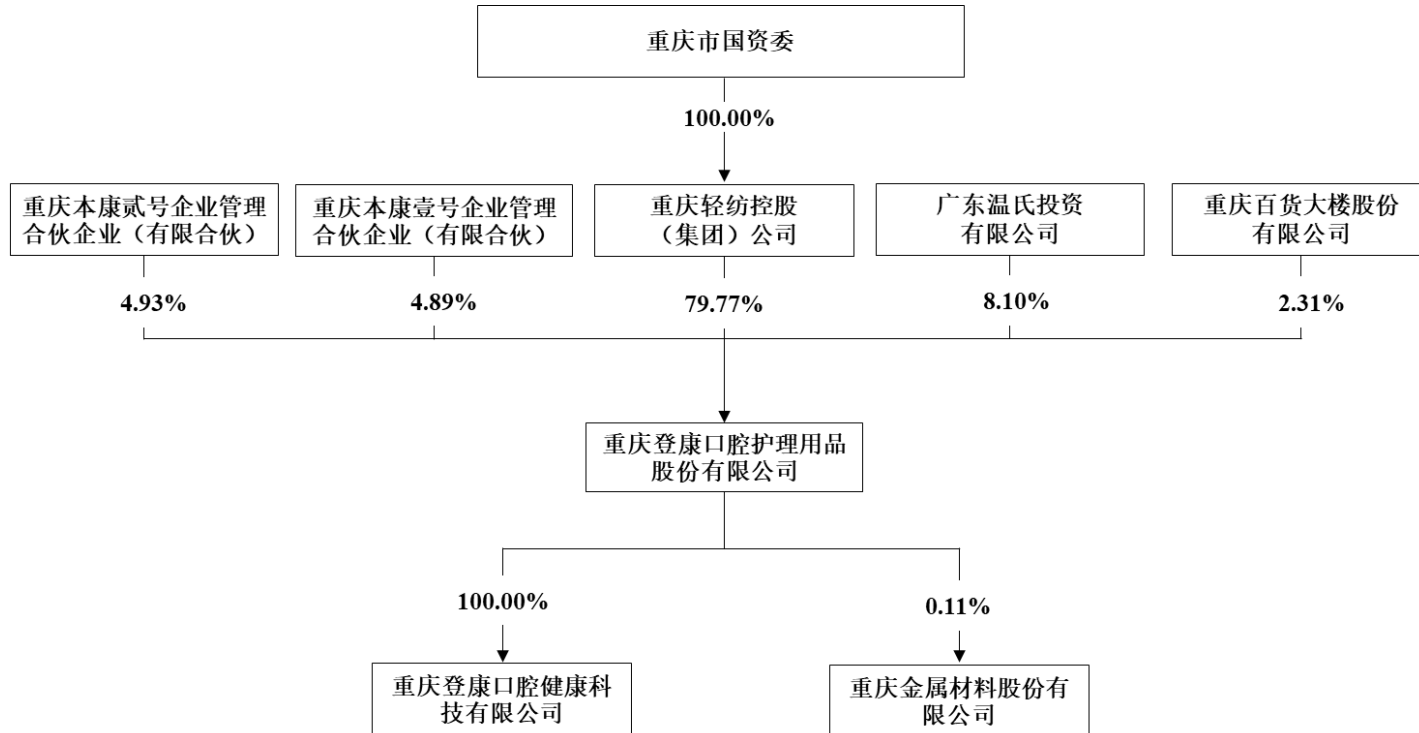 重庆市国资委
100.00%
重庆本康贰号企业管理
合伙企业（有限合伙）
重庆本康壹号企业管理
合伙企业（有限合伙）
重庆轻纺控股
（集团）公司
广东温氏投资
有限公司
重庆百货大楼股份
有限公司
4.93%
4.89%
79.77%
8.10%
2.31%
重庆登康口腔护理用品
股份有限公司
100.00%
0.11%
重庆登康口腔健康科
技有限公司
重庆金属材料股份有
限公司